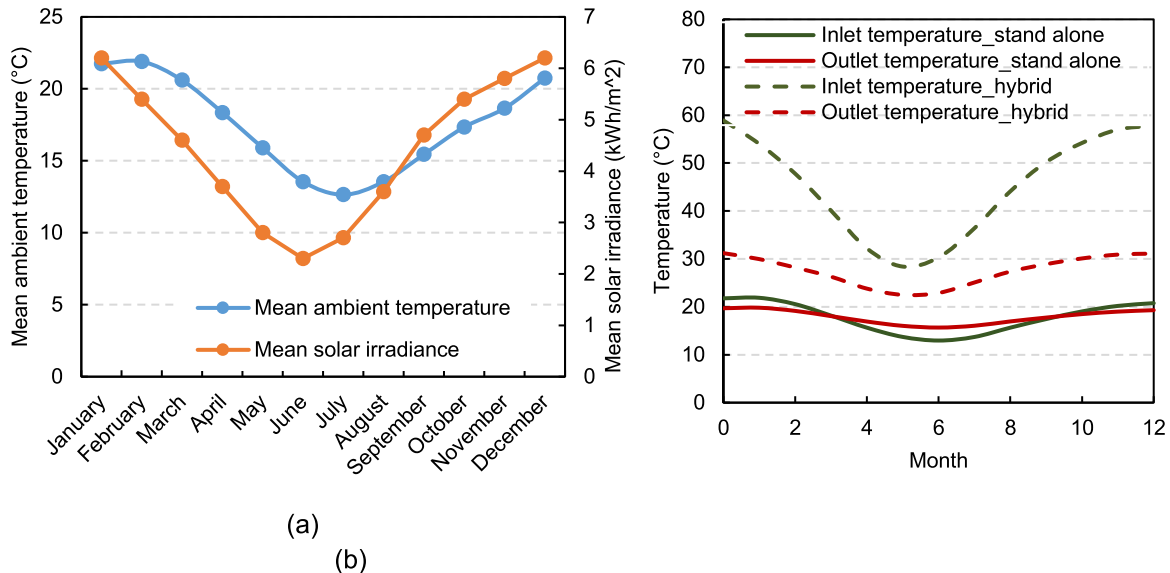 25
20
15
10
5
0
Mean ambient temperature (°C)
7
6
5
4
3
2
1
0
Mean solar irradiance (kWh/m^2)
Mean ambient temperature
Mean solar irradiance
January
February
March
April
May
June
July
August
September
October
November
December
(a)
80
70
60
50
40
30
20
10
0
Temperature (°C)
Inlet temperature_stand alone
Outlet temperature_stand alone
Inlet temperature_hybrid
Outlet temperature_hybrid
0 2 4 6 8 10 12
Month
(b)